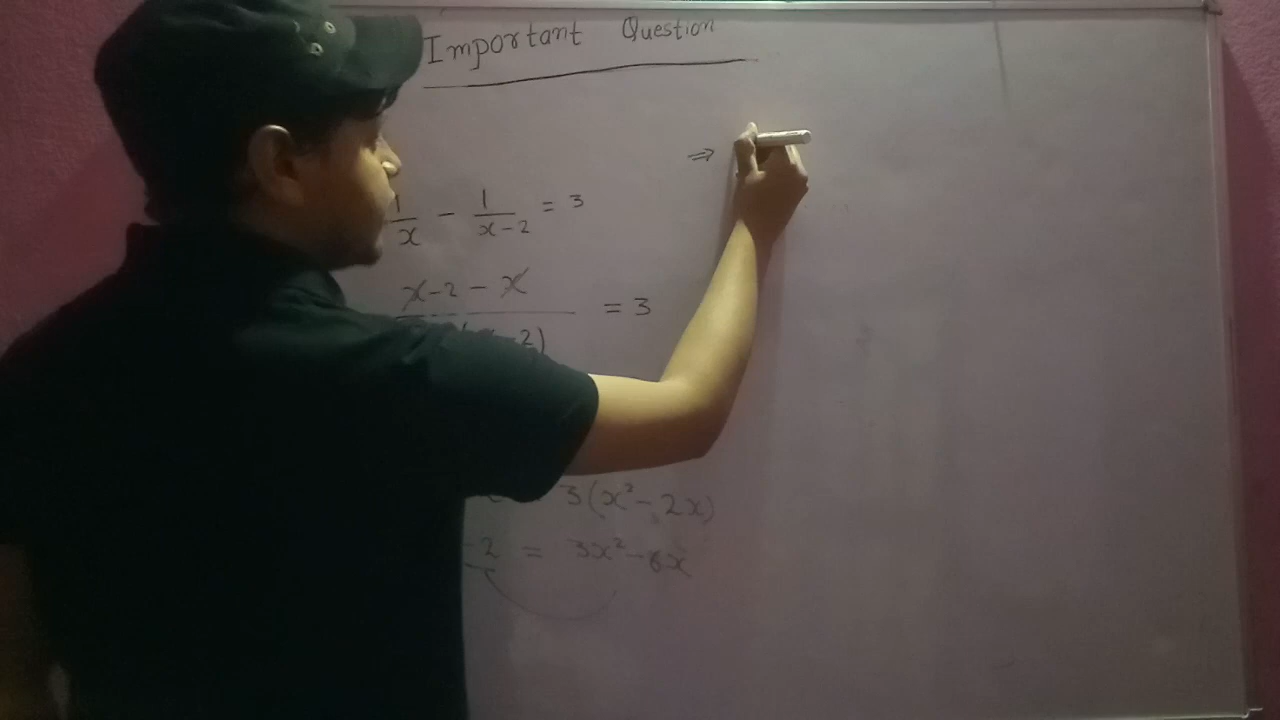 Important Question
⇒
1/x - 1/(x-2) = 3
x-2-x = 3
-2)
3(x²-2x)
-2 = 3x²-6x